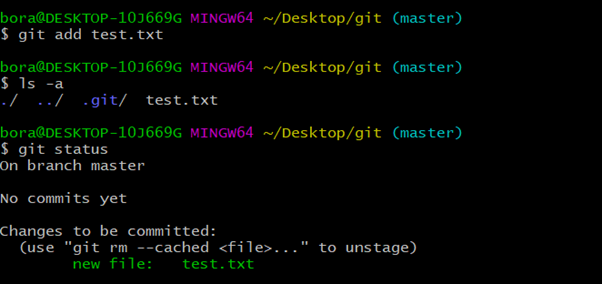 bora@DESKTOP-10J669G MINGW64 ~/Desktop/git (master)
$ git add test.txt
bora@DESKTOP-10J669G MINGW64 ~/Desktop/git (master)
$ ls -a
./  ../  .git/  test.txt
bora@DESKTOP-10J669G MINGW64 ~/Desktop/git (master)
$ git status
On branch master
No commits yet
Changes to be committed:
  (use "git rm --cached <file>..." to unstage)
        new file:   test.txt